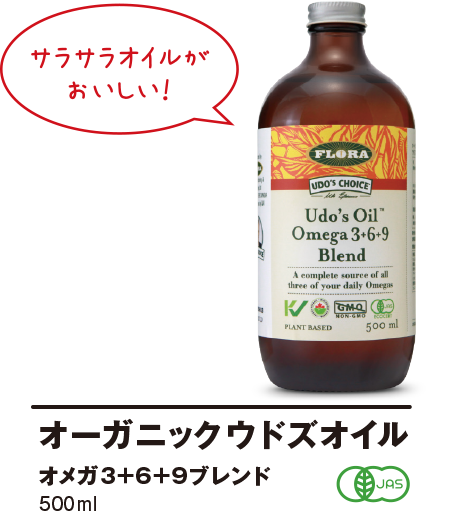 サラサラオイルが
おいしい!
FLORA
UDO'S CHOICE
Udo's Oil™
Omega 3+6+9
Blend
A complete source of all
three of your daily Omegas
GMO
NON-GMO
PLANT BASED
500 ml
オーガニックウドズオイル
オメガ3+6+9ブレンド
500ml
JAS